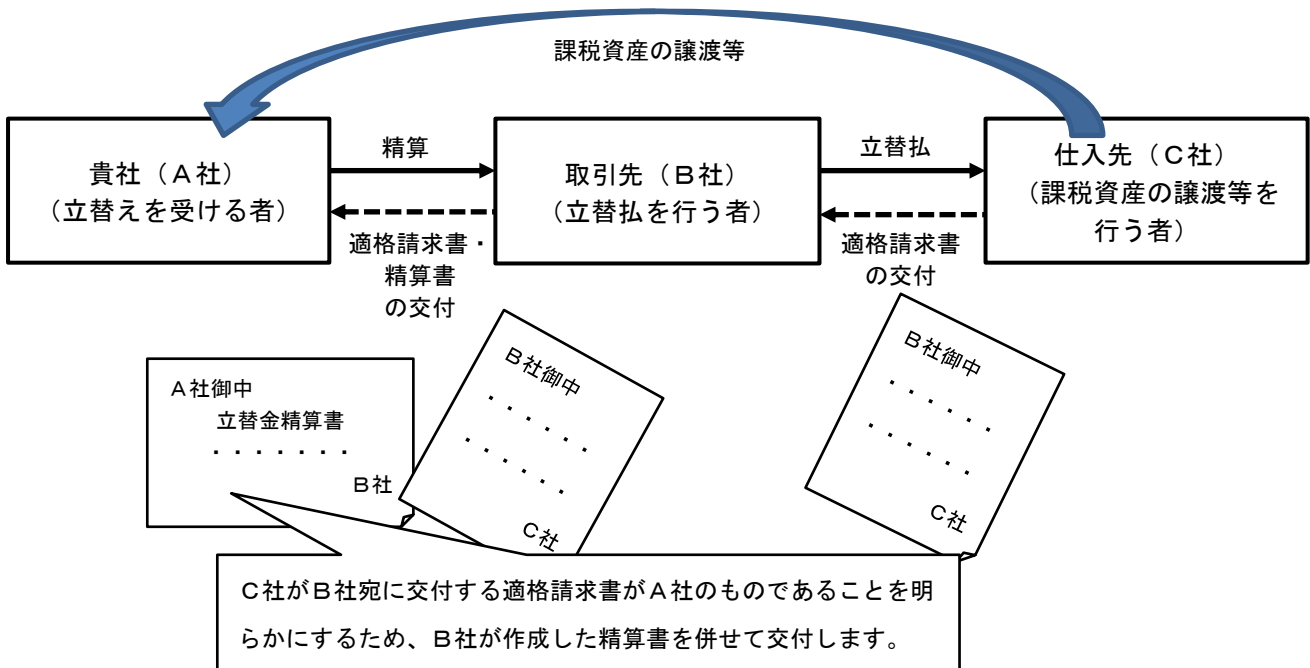 課税資産の譲渡等
貴社（Ａ社）
（立替えを受ける者）
精算
適格請求書・
精算書
の交付
取引先（Ｂ社）
（立替払を行う者）
立替払
適格請求書
の交付
仕入先（Ｃ社）
（課税資産の譲渡等を
行う者）
Ａ社御中
立替金精算書
・・・・・・・
Ｂ社
Ｂ社御中
・・・・・・
・・・・・・
Ｃ社
Ｂ社御中
・・・・・・
・・・・・・
Ｃ社
Ｃ社がＢ社宛に交付する適格請求書がＡ社のものであることを明
らかにするため、Ｂ社が作成した精算書を併せて交付します。